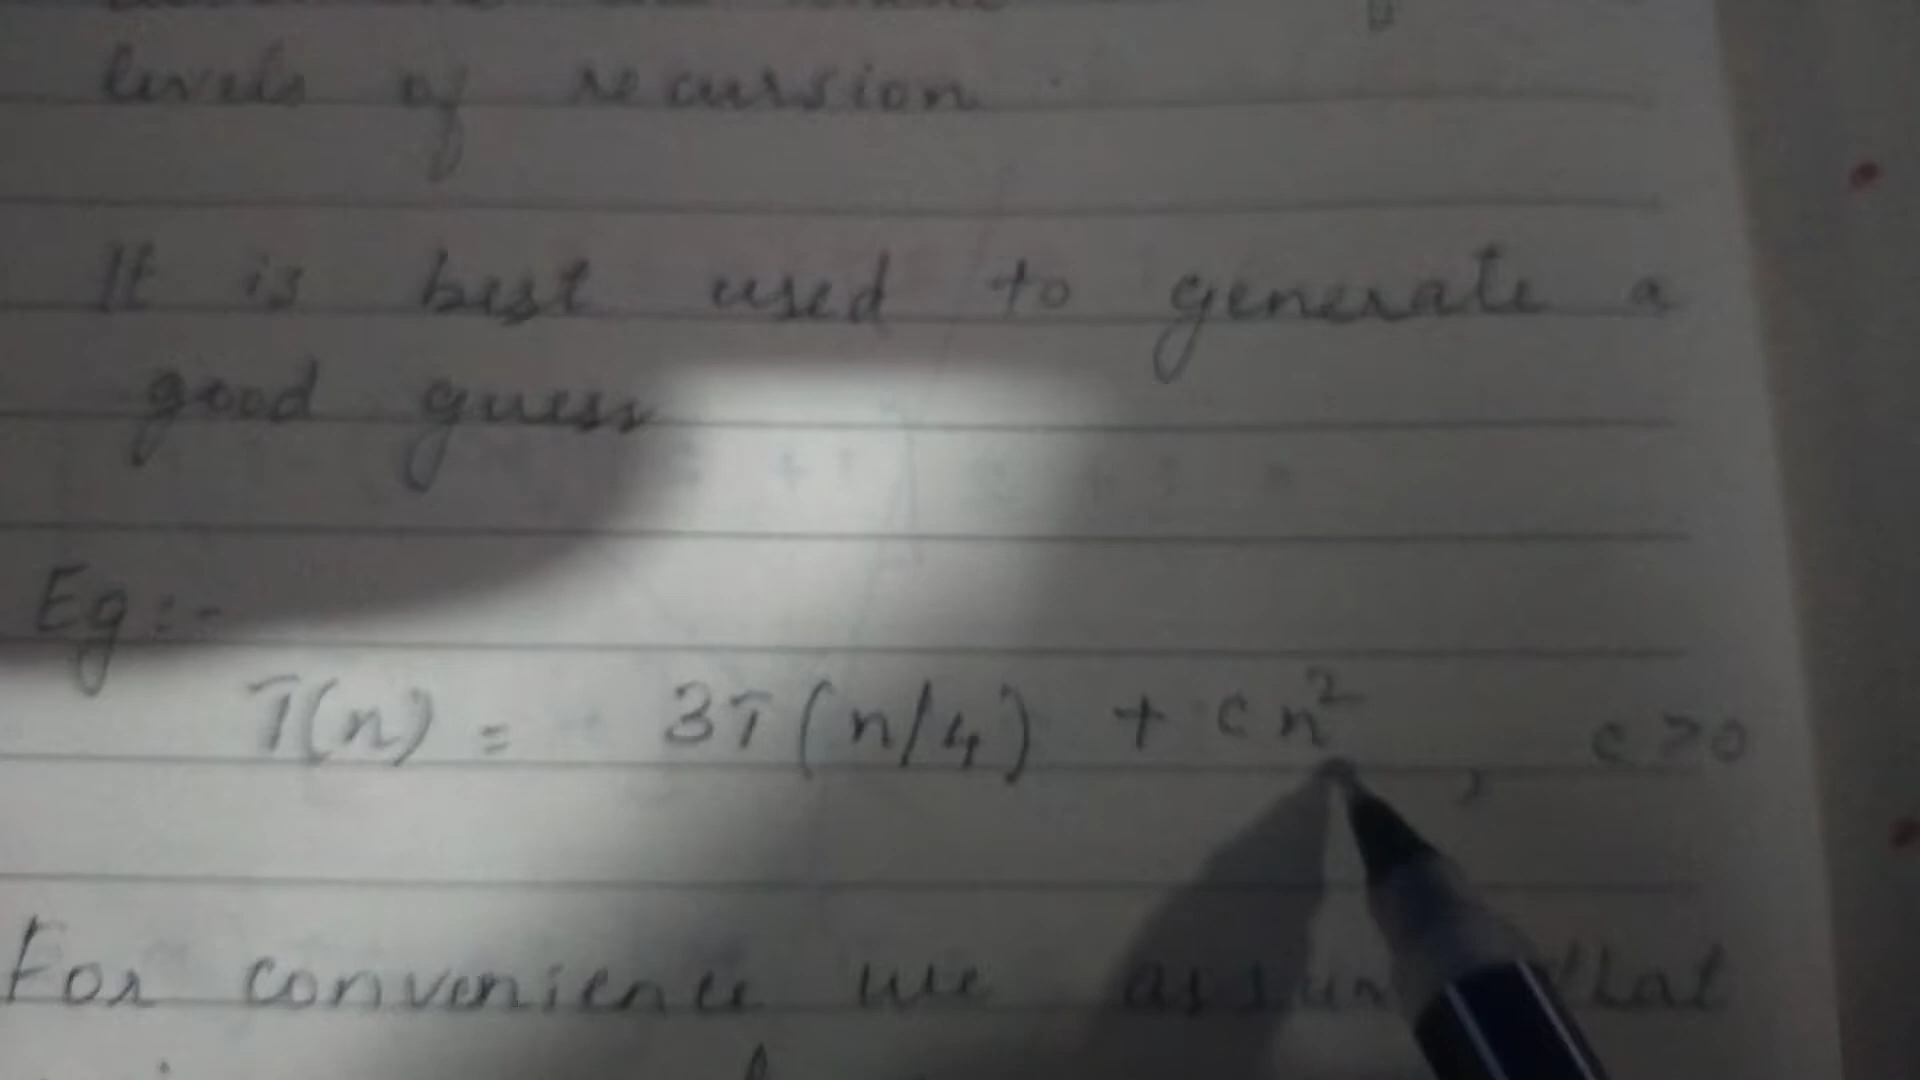 levels of recursion.
It is best used to generate a
good guess
Eg:-
T(n) = 3T(n/4) + cn², c>0
For convenience we assume that